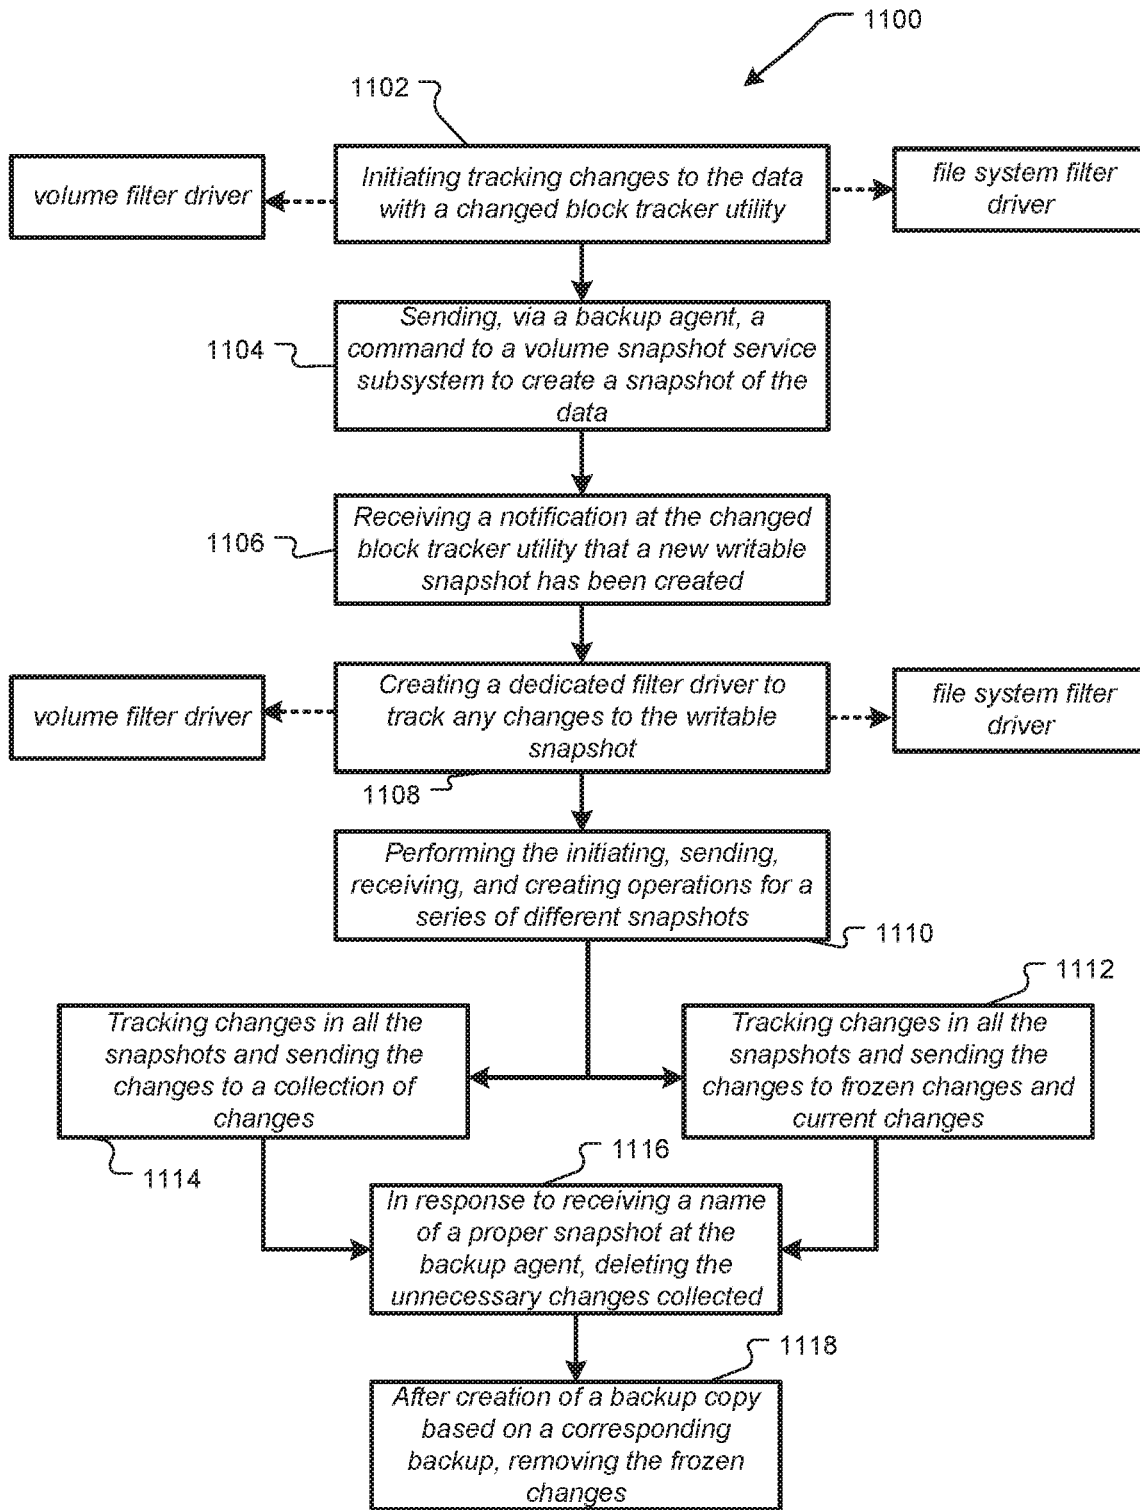 1100
1102
volume filter driver
Initiating tracking changes to the data
with a changed block tracker utility
file system filter
driver
1104
Sending, via a backup agent, a
command to a volume snapshot service
subsystem to create a snapshot of the
data
1106
Receiving a notification at the changed
block tracker utility that a new writable
snapshot has been created
volume filter driver
Creating a dedicated filter driver to
track any changes to the writable
snapshot
file system filter
driver
1108
Performing the initiating, sending,
receiving, and creating operations for a
series of different snapshots
1110
1112
Tracking changes in all the
snapshots and sending the
changes to a collection of
changes
Tracking changes in all the
snapshots and sending the
changes to frozen changes and
current changes
1114
1116
In response to receiving a name
of a proper snapshot at the
backup agent, deleting the
unnecessary changes collected
1118
After creation of a backup copy
based on a corresponding
backup, removing the frozen
changes